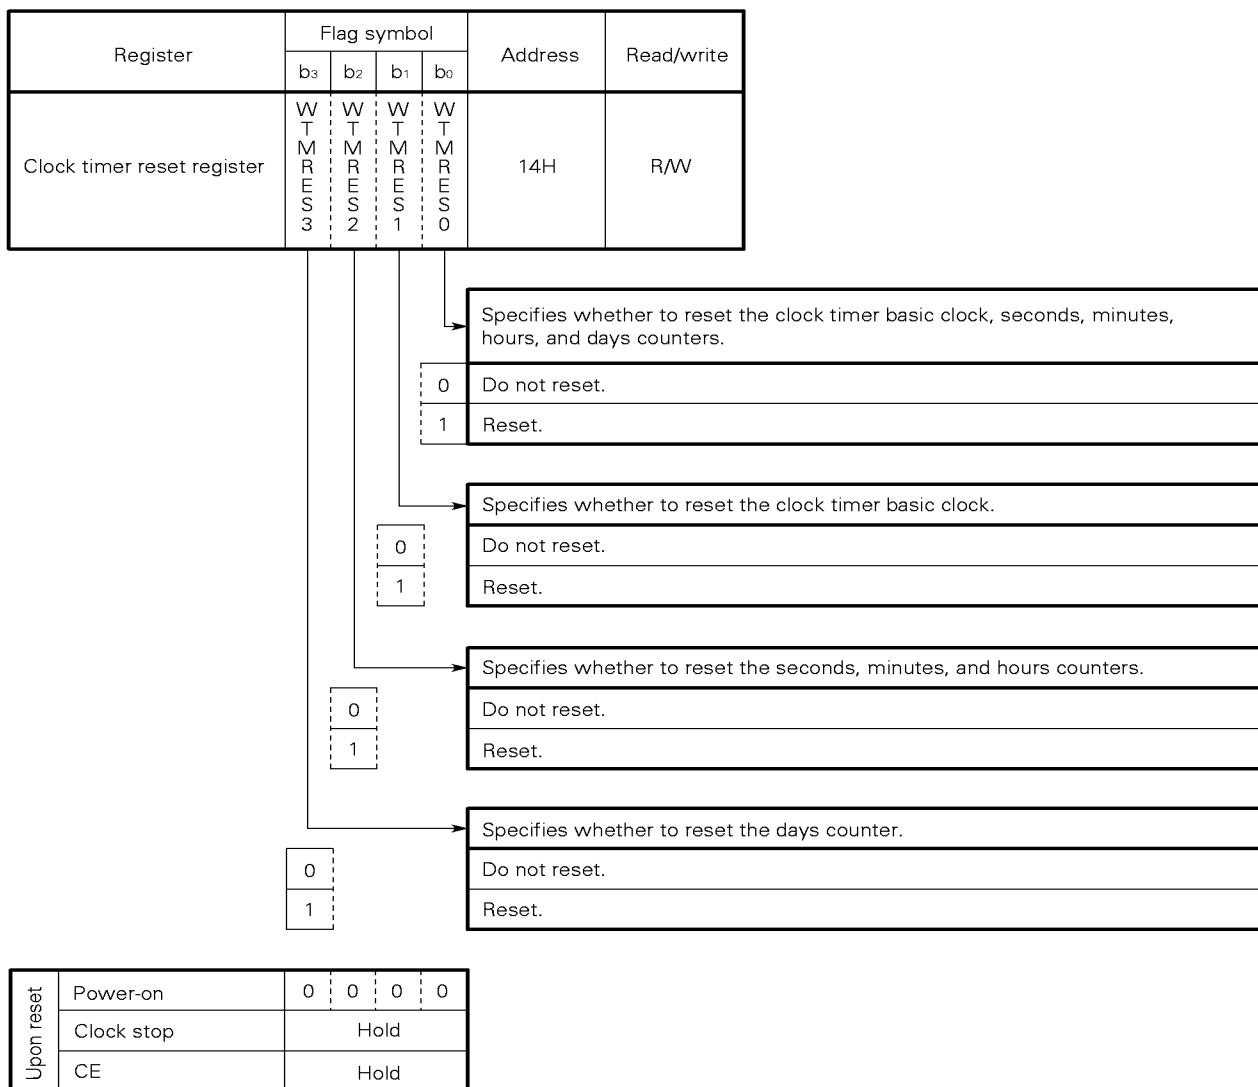 Register
Flag symbol
Address
Read/write
b3 b2 b1 b0
Clock timer reset register
WTMRES3
WTMRES2
WTMRES1
WTMRES0
14H
R/W
Specifies whether to reset the clock timer basic clock, seconds, minutes,
hours, and days counters.
0 Do not reset.
1 Reset.
Specifies whether to reset the clock timer basic clock.
0 Do not reset.
1 Reset.
Specifies whether to reset the seconds, minutes, and hours counters.
0 Do not reset.
1 Reset.
Specifies whether to reset the days counter.
0 Do not reset.
1 Reset.
Upon reset
Power-on 0 0 0 0
Clock stop Hold
CE Hold